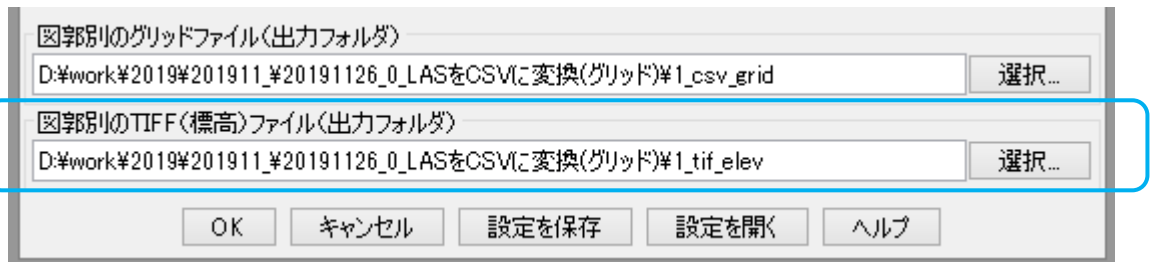 図郭別のグリッドファイル(出力フォルダ)
D:¥work¥2019¥201911_¥20191126_0_LASをCSVに変換(グリッド)¥1_csv_grid 選択...
図郭別のTIFF(標高)ファイル(出力フォルダ)
D:¥work¥2019¥201911_¥20191126_0_LASをCSVに変換(グリッド)¥1_tif_elev 選択...
OK キャンセル 設定を保存 設定を開く ヘルプ